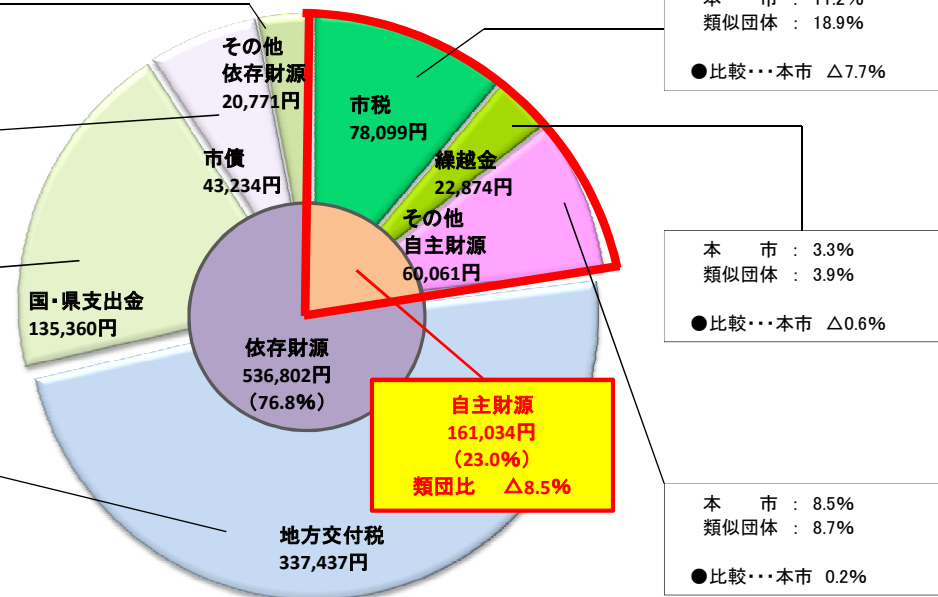 類似団体 : 18.9%
●比較・・・本市 △7.7%
その他
依存財源
20,771円
市税
78,099円
市債
43,234円
繰越金
22,874円
その他
自主財源
60,061円
本 市 : 3.3%
類似団体 : 3.9%
●比較・・・本市 △0.6%
国・県支出金
135,360円
依存財源
536,802円
（76.8%）
自主財源
161,034円
（23.0%）
類団比 △8.5%
地方交付税
337,437円
本 市 : 8.5%
類似団体 : 8.7%
●比較・・・本市 0.2%